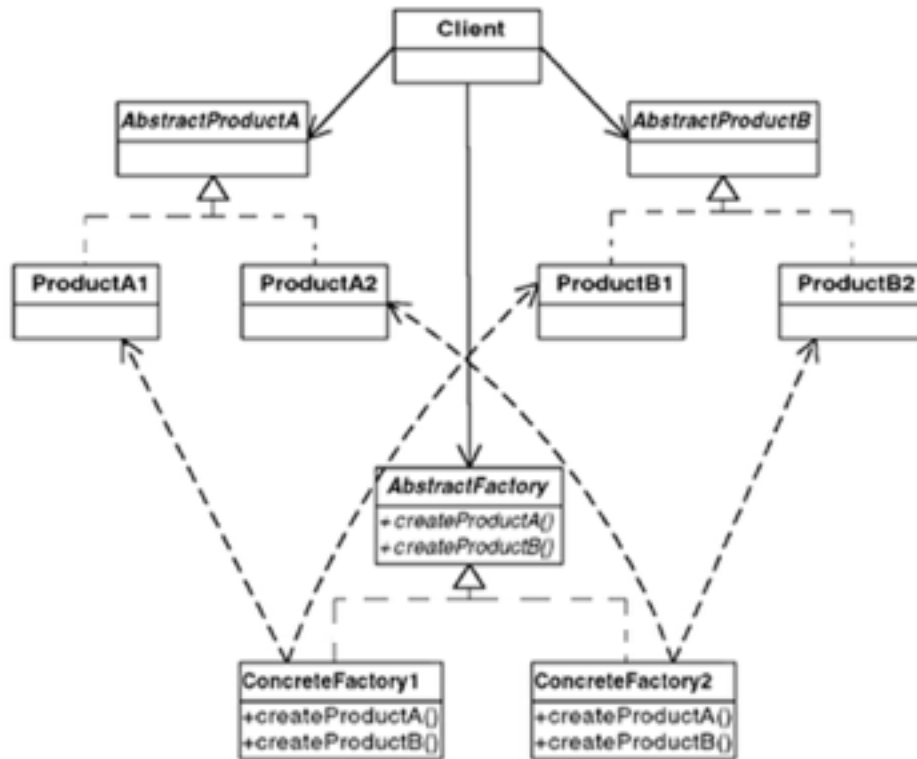 Client
AbstractProductA
AbstractProductB
ProductA1
ProductA2
ProductB1
ProductB2
AbstractFactory
+createProductA()
+createProductB()
ConcreteFactory1
+createProductA()
+createProductB()
ConcreteFactory2
+createProductA()
+createProductB()